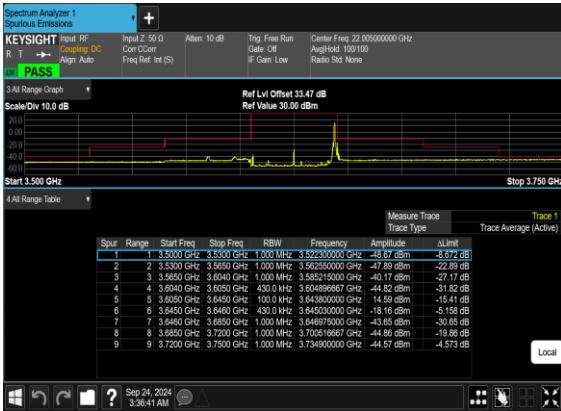 Spectrum Analyzer 1
Spurious Emissions
+
KEYSIGHT Input: RF Input Z: 50 Ω Atten: 10 dB Trig: Free Run Center Freq: 22.005000000 GHz
R T Coupling: DC Corr CCorr Gate: Off Avg|Hold: 100/100
Align: Auto Freq Ref: Int (S) IF Gain: Low Radio Std: None
PASS
3 All Range Graph
Ref Lvl Offset 33.47 dB
Scale/Div 10.0 dB Ref Value 30.00 dBm
20.0
0.00
-20.0
-40.0
-60.0
Start 3.500 GHz Stop 3.750 GHz
4 All Range Table
Measure Trace Trace 1
Trace Type Trace Average (Active)
Spur Range Start Freq Stop Freq RBW Frequency Amplitude ΔLimit
1 1 3.5000 GHz 3.5300 GHz 1.000 MHz 3.522300000 GHz -48.67 dBm -8.672 dB
2 2 3.5300 GHz 3.5650 GHz 1.000 MHz 3.562550000 GHz -47.89 dBm -22.89 dB
3 3 3.5650 GHz 3.6040 GHz 1.000 MHz 3.585215000 GHz -40.17 dBm -27.17 dB
4 4 3.6040 GHz 3.6050 GHz 430.0 kHz 3.604896667 GHz -44.82 dBm -31.82 dB
5 5 3.6050 GHz 3.6450 GHz 100.0 kHz 3.643800000 GHz 14.59 dBm -15.41 dB
6 6 3.6450 GHz 3.6460 GHz 430.0 kHz 3.645030000 GHz -18.16 dBm -5.158 dB
7 7 3.6460 GHz 3.6850 GHz 1.000 MHz 3.646975000 GHz -43.65 dBm -30.65 dB
8 8 3.6850 GHz 3.7200 GHz 1.000 MHz 3.700516667 GHz -44.86 dBm -19.86 dB
9 9 3.7200 GHz 3.7500 GHz 1.000 MHz 3.734900000 GHz -44.57 dBm -4.573 dB
Local
? Sep 24, 2024
3:36:41 AM